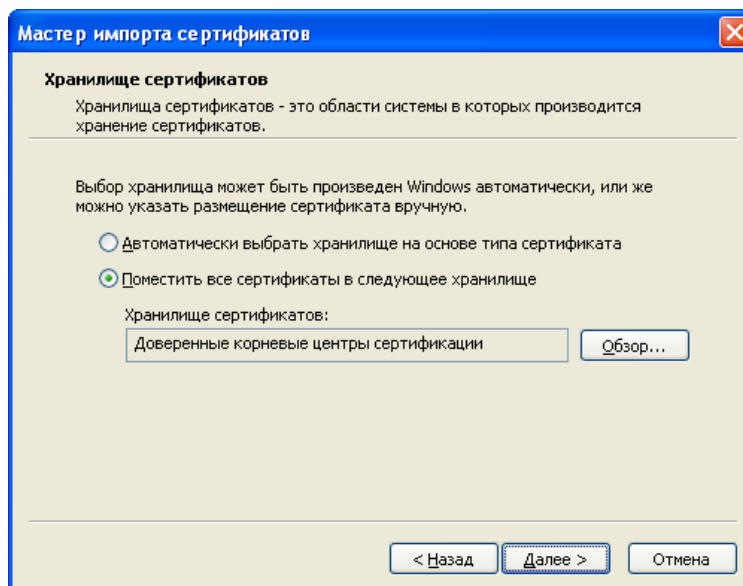 Мастер импорта сертификатов
Хранилище сертификатов
Хранилища сертификатов - это области системы в которых производится
хранение сертификатов.
Выбор хранилища может быть произведен Windows автоматически, или же
можно указать размещение сертификата вручную.
Автоматически выбрать хранилище на основе типа сертификата
Поместить все сертификаты в следующее хранилище
Хранилище сертификатов:
Доверенные корневые центры сертификации
Обзор...
< Назад
Далее >
Отмена